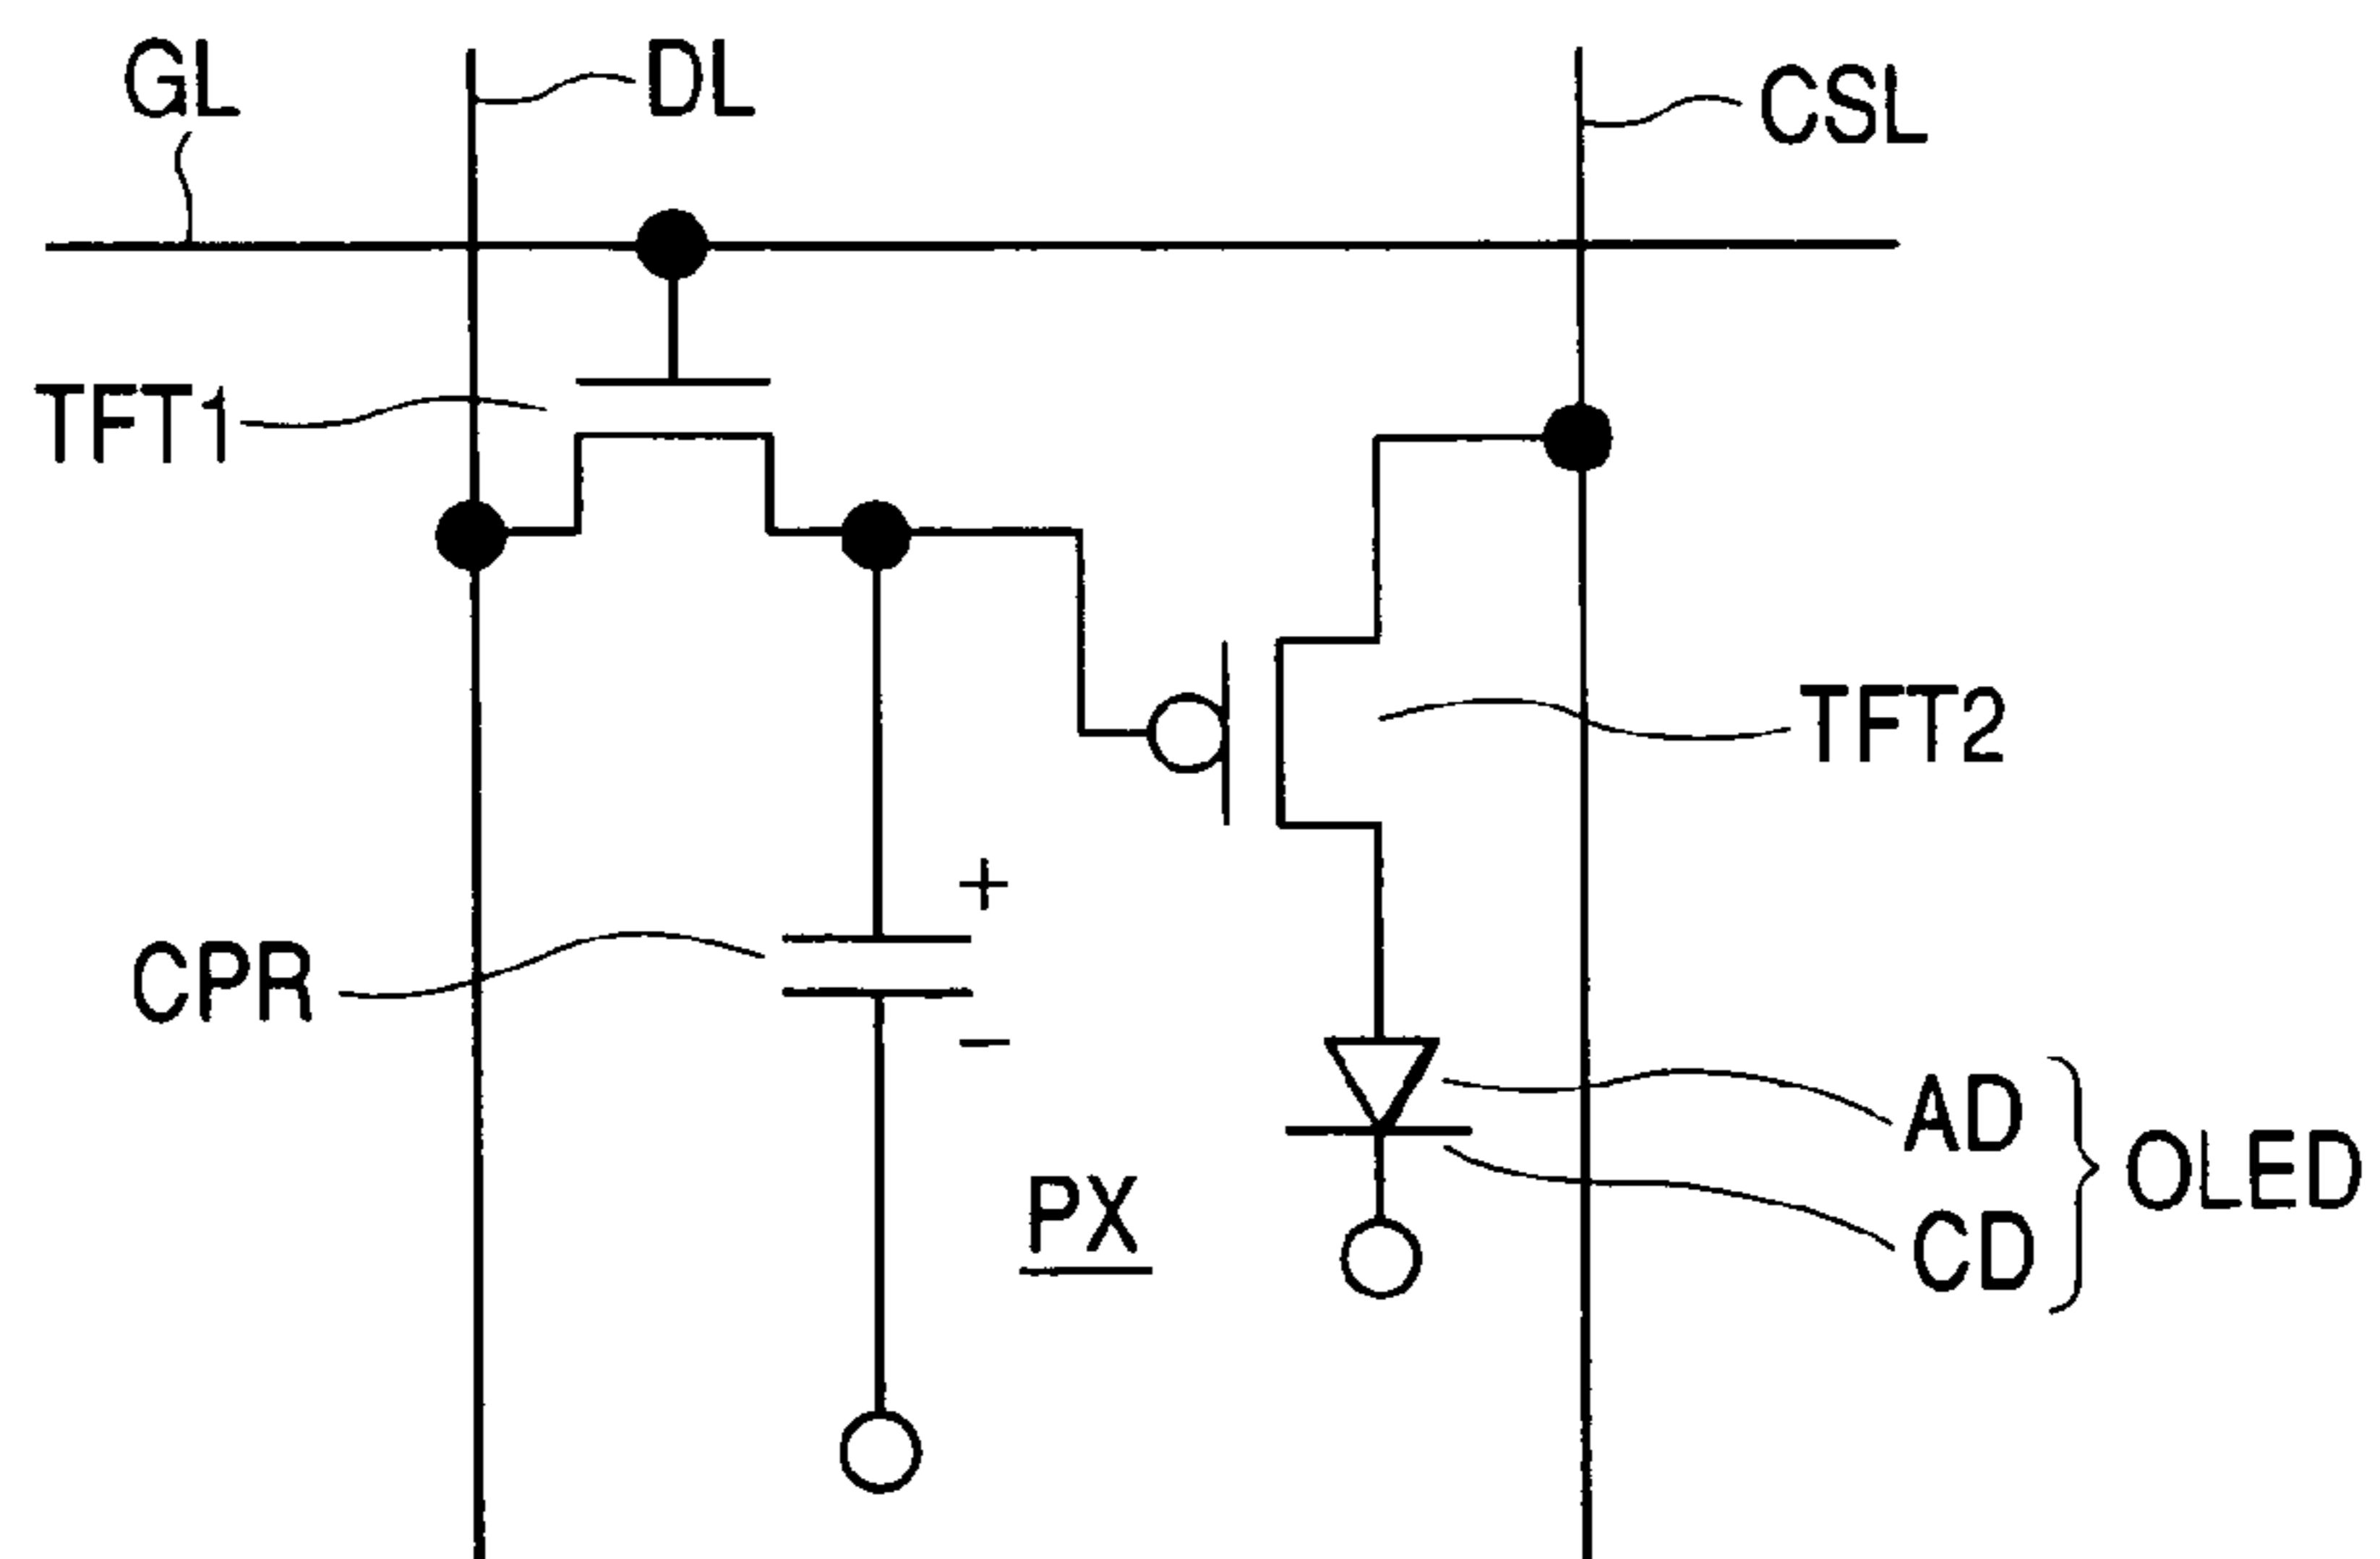 GL
DL
CSL
TFT1
TFT2
+
CPR
−
AD
OLED
PX
CD